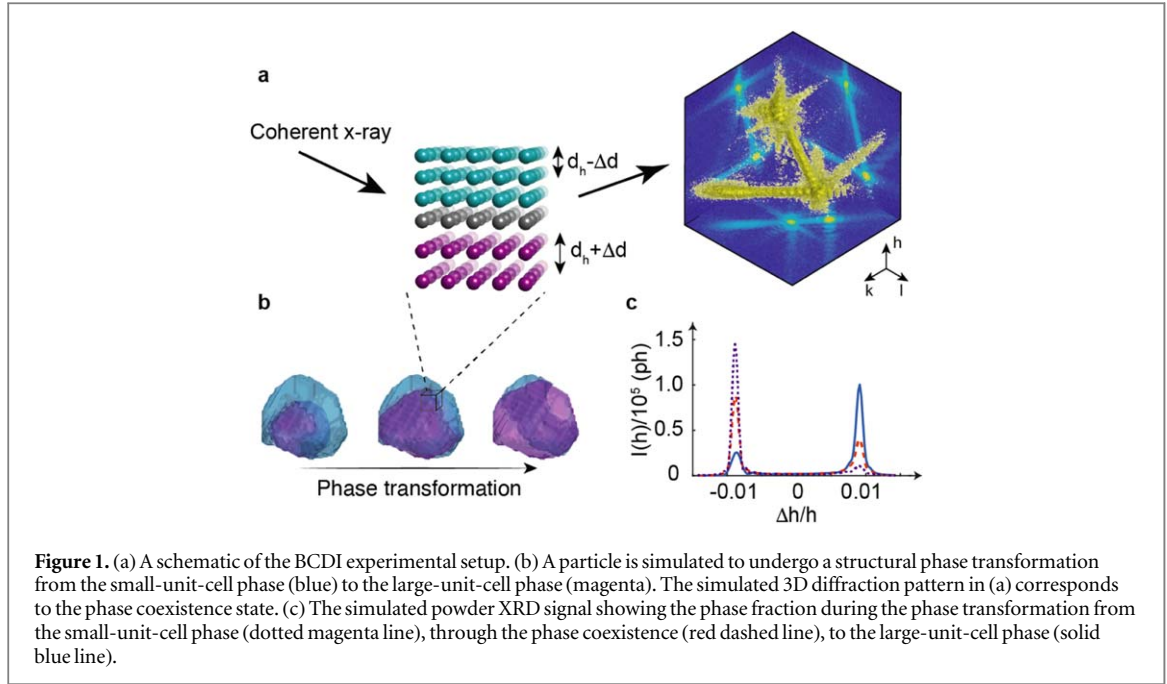 a
Coherent x-ray
dₕ-Δd
dₕ+Δd
h
k
l
b
Phase transformation
c
I(h)/10⁵ (ph)
1.5
1.0
0.5
0
-0.01
0
0.01
Δh/h
Figure 1. (a) A schematic of the BCDI experimental setup. (b) A particle is simulated to undergo a structural phase transformation
from the small-unit-cell phase (blue) to the large-unit-cell phase (magenta). The simulated 3D diffraction pattern in (a) corresponds
to the phase coexistence state. (c) The simulated powder XRD signal showing the phase fraction during the phase transformation from
the small-unit-cell phase (dotted magenta line), through the phase coexistence (red dashed line), to the large-unit-cell phase (solid
blue line).